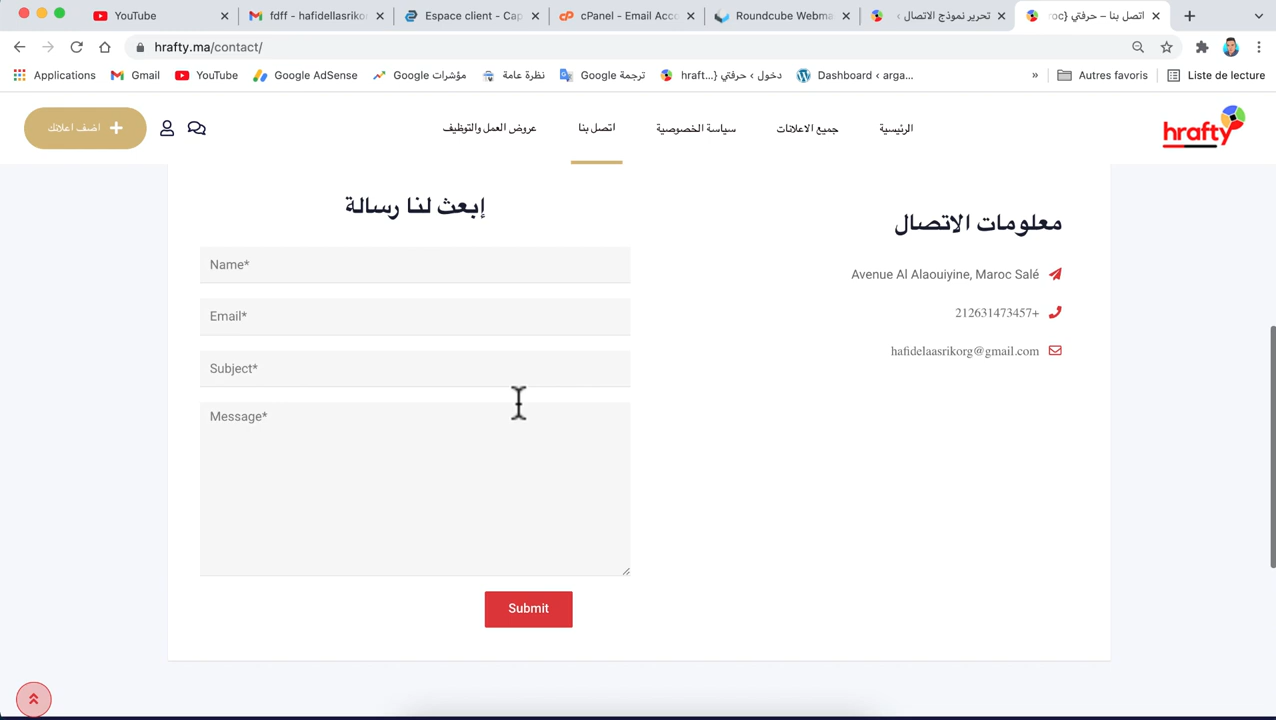 YouTube
fdff - hafidellasriko
Espace client - Cap
cPanel - Email Acco
Roundcube Webma
تحرير نموذج الاتصال ‹
اتصل بنا – حرفتي {roc
hrafty.ma/contact/
Applications
Gmail
YouTube
Google AdSense
مؤشرات Google
نظرة عامة
ترجمة Google
دخول ‹ حرفتي {hraft...
Dashboard ‹ arga...
»
Autres favoris
Liste de lecture
hrafty
الرئيسية
جميع الاعلانات
سياسة الخصوصية
اتصل بنا
عروض العمل والتوظيف
اضف اعلانك
معلومات الاتصال
Avenue Al Alaouiyine, Maroc Salé
212631473457+
hafidelaasrikorg@gmail.com
إبعث لنا رسالة
Name*
Email*
Subject*
Message*
Submit